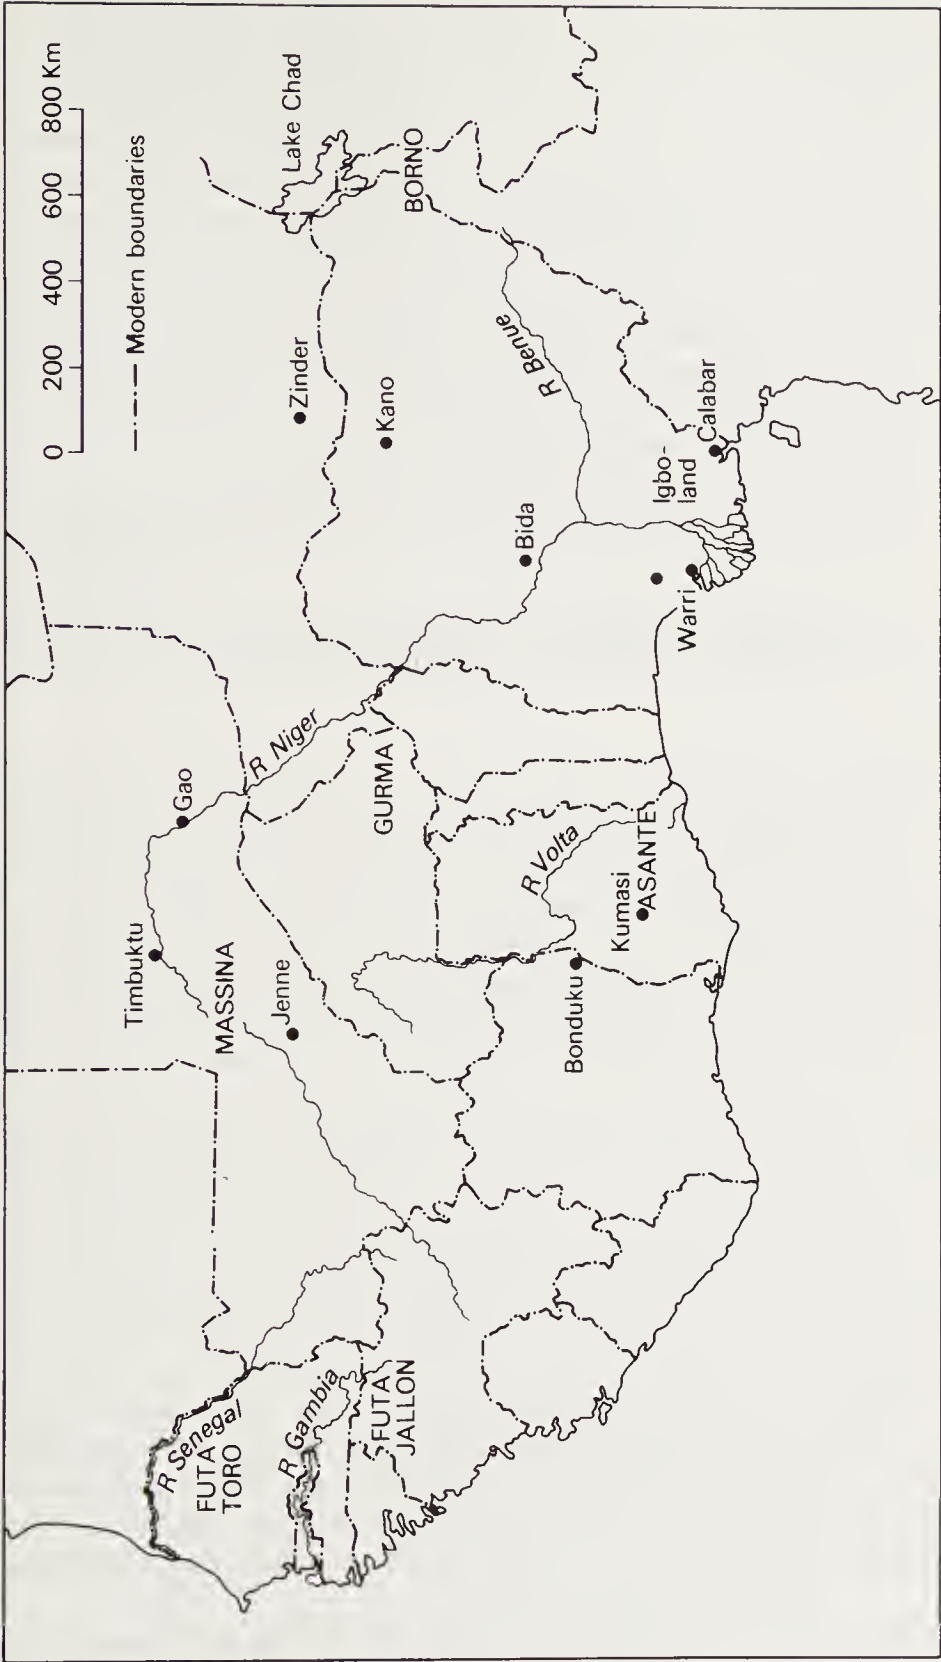 0 200 400 600 800 Km
Modern boundaries
Timbuktu
Gao
MASSINA
Jenne
R Niger
Zinder
Lake Chad
Kano
BORNO
R Senegal
FUTA
TORO
R Gambia
FUTA
JALLON
GURMA
R Volta
Bida
R Benue
Bonduku
Kumasi
ASANTE
Igbo-
land
Warri
Calabar